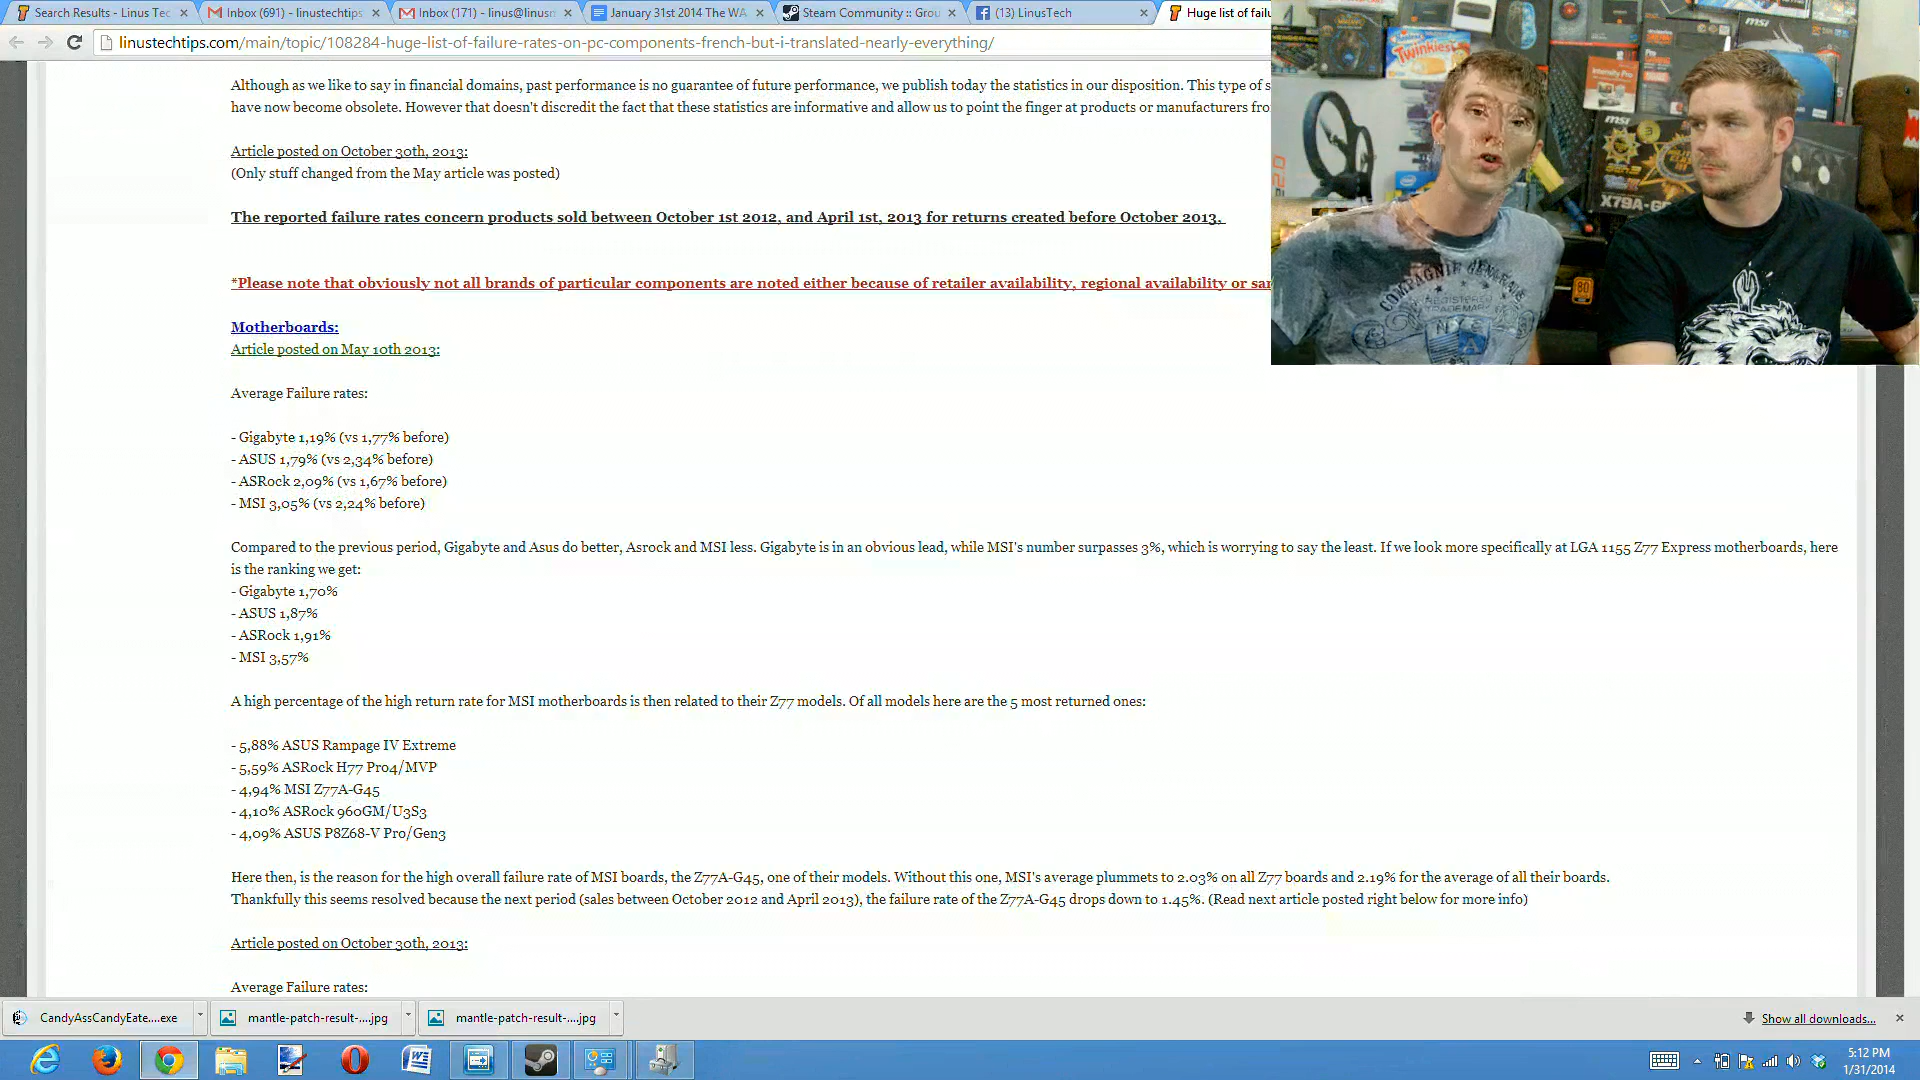 Search Results - Linus Tec
Inbox (691) - linustechtips
Inbox (171) - linus@linusm
January 31st 2014 The WA
Steam Community :: Grou
(13) LinusTech
Huge list of failu
linustechtips.com/main/topic/108284-huge-list-of-failure-rates-on-pc-components-french-but-i-translated-nearly-everything/
Although as we like to say in financial domains, past performance is no guarantee of future performance, we publish today the statistics in our disposition. This type of s
have now become obsolete. However that doesn't discredit the fact that these statistics are informative and allow us to point the finger at products or manufacturers fro
Article posted on October 30th, 2013:
(Only stuff changed from the May article was posted)
The reported failure rates concern products sold between October 1st 2012, and April 1st, 2013 for returns created before October 2013.
*Please note that obviously not all brands of particular components are noted either because of retailer availability, regional availability or sa
Motherboards:
Article posted on May 10th 2013:
Average Failure rates:
- Gigabyte 1,19% (vs 1,77% before)
- ASUS 1,79% (vs 2,34% before)
- ASRock 2,09% (vs 1,67% before)
- MSI 3,05% (vs 2,24% before)
Compared to the previous period, Gigabyte and Asus do better, Asrock and MSI less. Gigabyte is in an obvious lead, while MSI's number surpasses 3%, which is worrying to say the least. If we look more specifically at LGA 1155 Z77 Express motherboards, here
is the ranking we get:
- Gigabyte 1,70%
- ASUS 1,87%
- ASRock 1,91%
- MSI 3,57%
A high percentage of the high return rate for MSI motherboards is then related to their Z77 models. Of all models here are the 5 most returned ones:
- 5,88% ASUS Rampage IV Extreme
- 5,59% ASRock H77 Pro4/MVP
- 4,94% MSI Z77A-G45
- 4,10% ASRock 960GM/U3S3
- 4,09% ASUS P8Z68-V Pro/Gen3
Here then, is the reason for the high overall failure rate of MSI boards, the Z77A-G45, one of their models. Without this one, MSI's average plummets to 2.03% on all Z77 boards and 2.19% for the average of all their boards.
Thankfully this seems resolved because the next period (sales between October 2012 and April 2013), the failure rate of the Z77A-G45 drops down to 1.45%. (Read next article posted right below for more info)
Article posted on October 30th, 2013:
Average Failure rates:
Twinkies
Intensity Pro
msi
msi
X79A-G
intel
2.0
80
COMPAGNIE GENERALE
REGISTERED
TRADEMARK
CandyAssCandyEate....exe
mantle-patch-result-....jpg
mantle-patch-result-....jpg
Show all downloads...
5:12 PM
1/31/2014